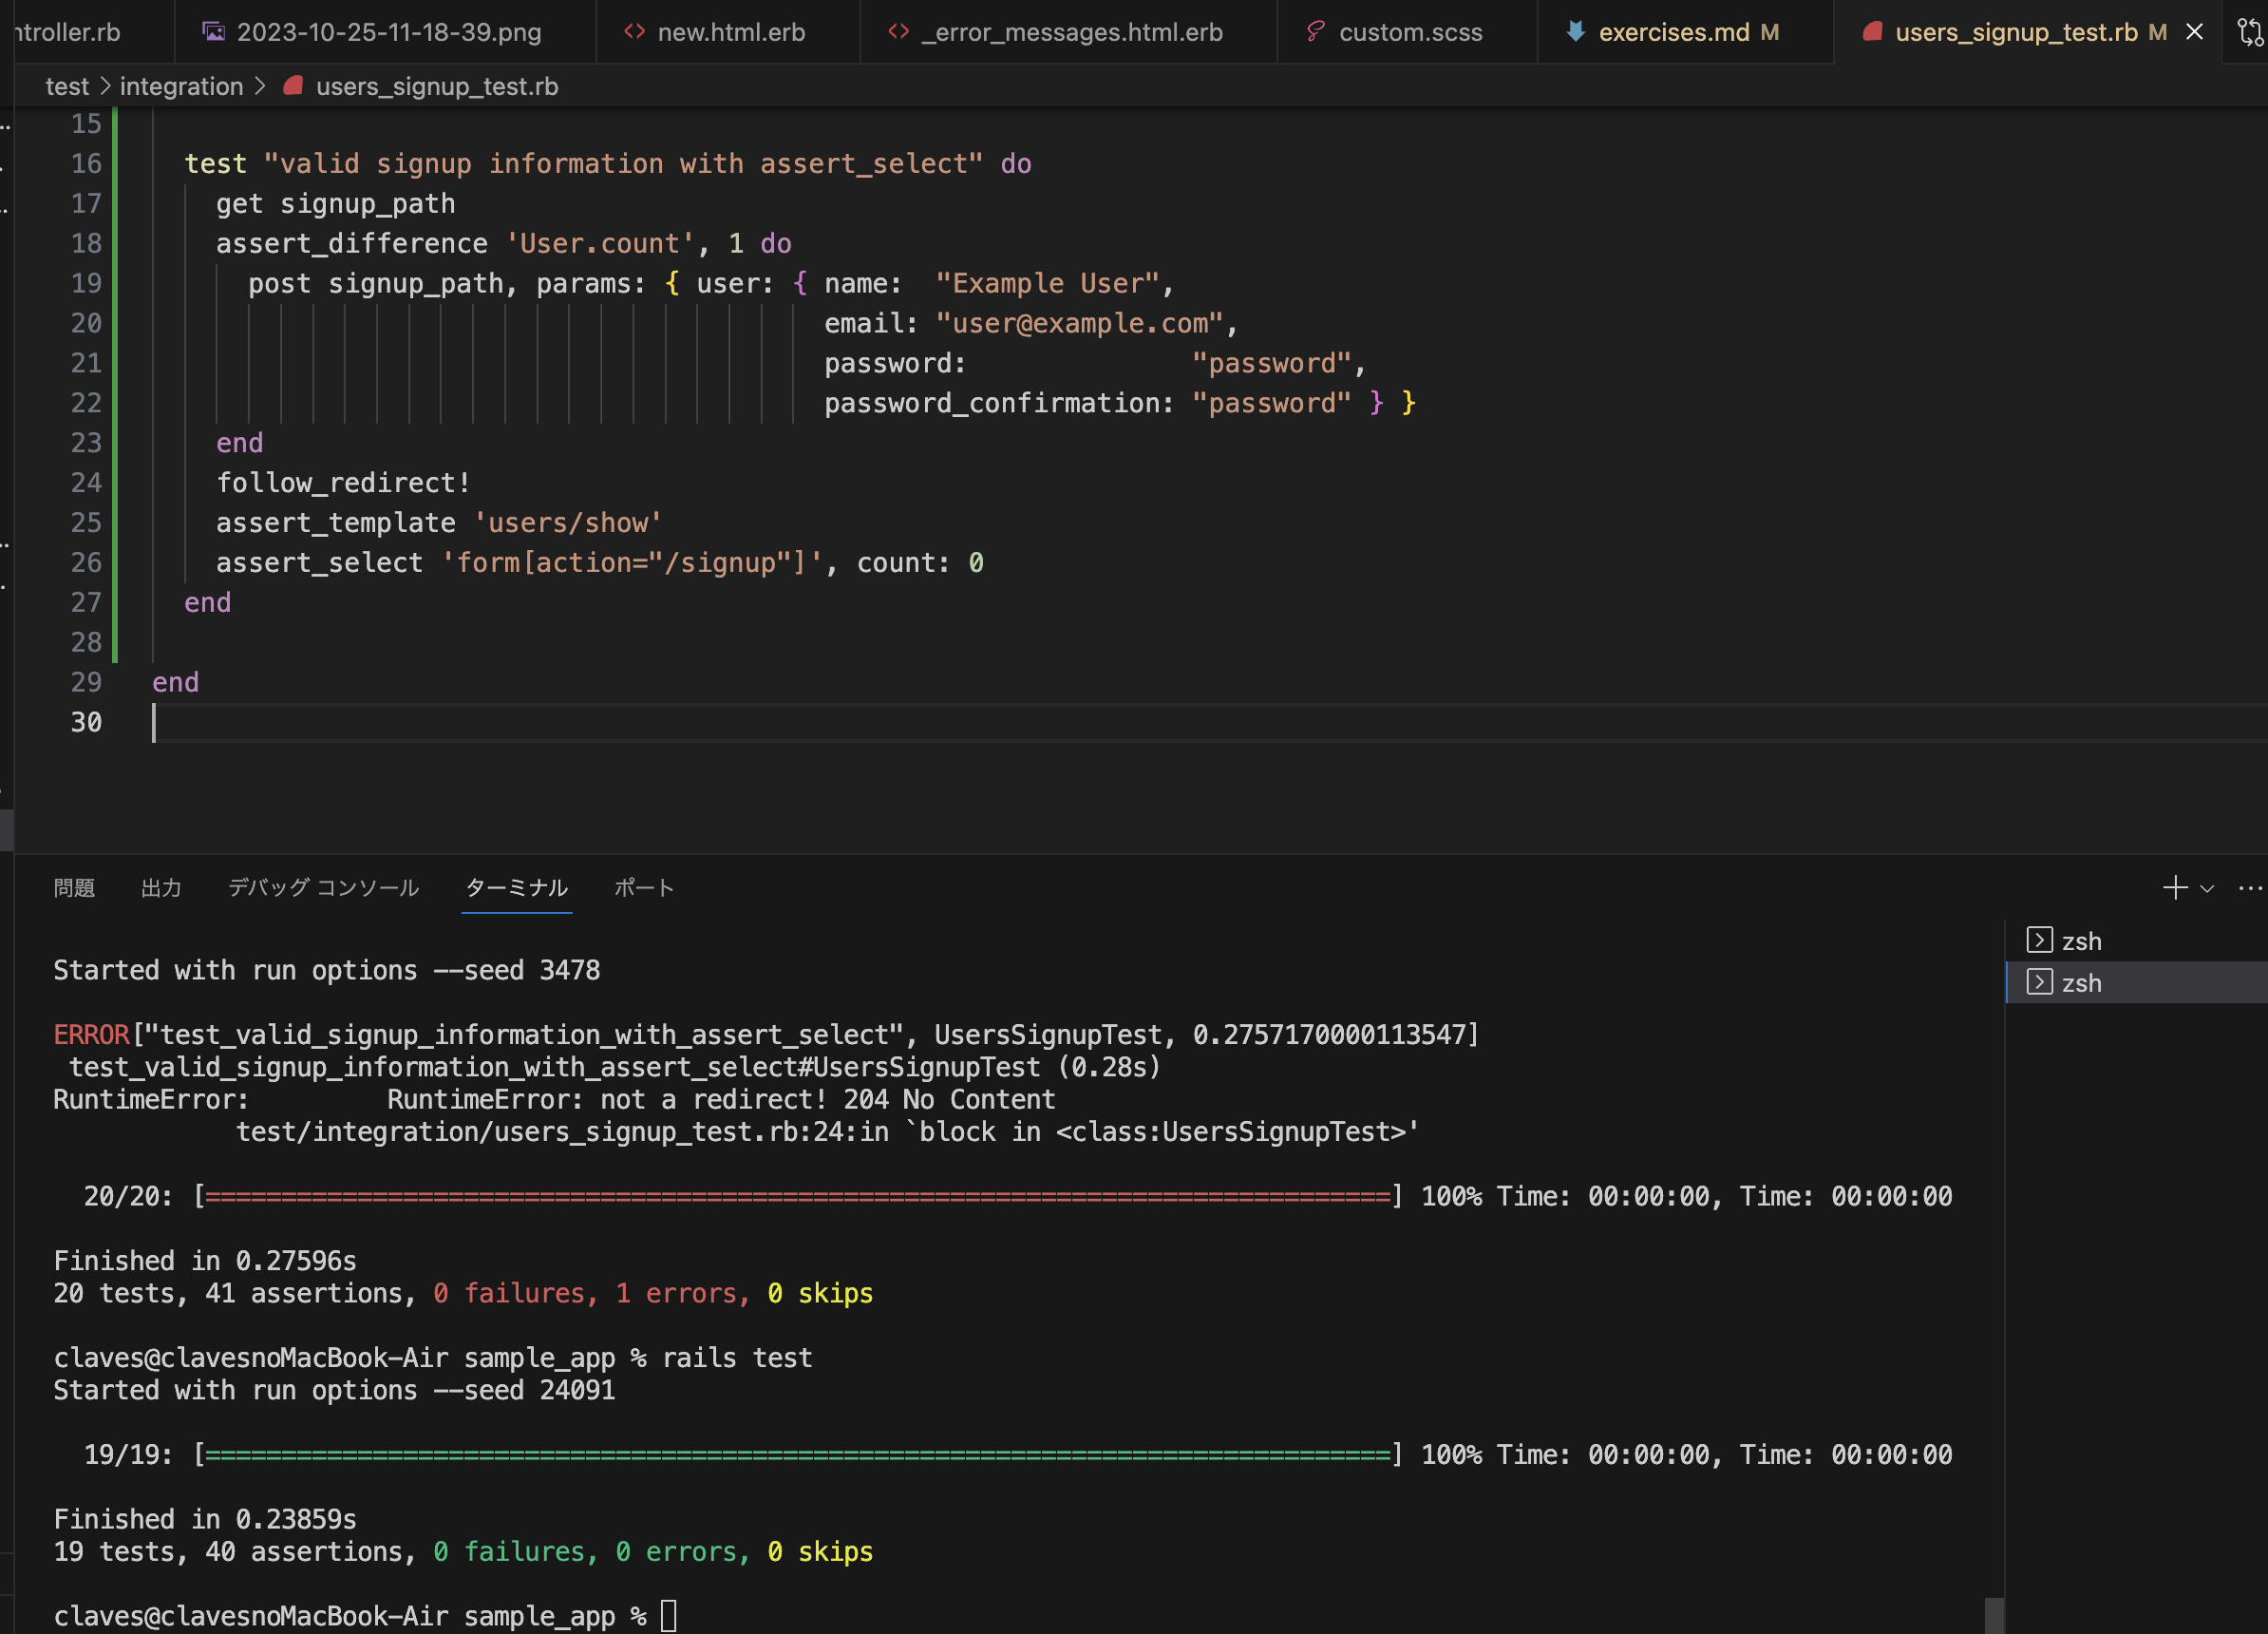 ntroller.rb 2023-10-25-11-18-39.png new.html.erb _error_messages.html.erb custom.scss exercises.md M users_signup_test.rb M
test > integration > users_signup_test.rb
15
16 test "valid signup information with assert_select" do
17 get signup_path
18 assert_difference 'User.count', 1 do
19 post signup_path, params: { user: { name:  "Example User",
20 email: "user@example.com",
21 password:              "password",
22 password_confirmation: "password" } }
23 end
24 follow_redirect!
25 assert_template 'users/show'
26 assert_select 'form[action="/signup"]', count: 0
27 end
28
29 end
30
問題 出力 デバッグ コンソール ターミナル ポート
zsh
zsh
Started with run options --seed 3478
ERROR["test_valid_signup_information_with_assert_select", UsersSignupTest, 0.2757170000113547]
test_valid_signup_information_with_assert_select#UsersSignupTest (0.28s)
RuntimeError:         RuntimeError: not a redirect! 204 No Content
test/integration/users_signup_test.rb:24:in `block in <class:UsersSignupTest>'
20/20: [==============================================================================] 100% Time: 00:00:00, Time: 00:00:00
Finished in 0.27596s
20 tests, 41 assertions, 0 failures, 1 errors, 0 skips
claves@clavesnoMacBook-Air sample_app % rails test
Started with run options --seed 24091
19/19: [==============================================================================] 100% Time: 00:00:00, Time: 00:00:00
Finished in 0.23859s
19 tests, 40 assertions, 0 failures, 0 errors, 0 skips
claves@clavesnoMacBook-Air sample_app %